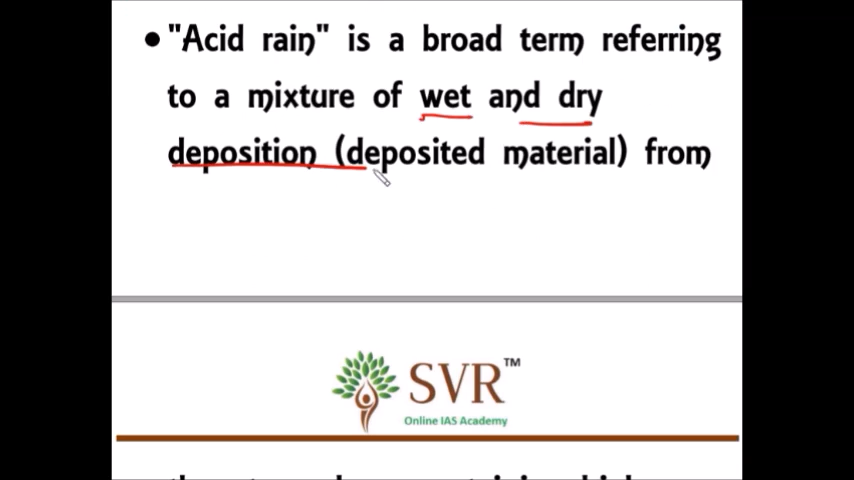 • "Acid rain" is a broad term referring
to a mixture of wet and dry
deposition (deposited material) from
SVR™
Online IAS Academy